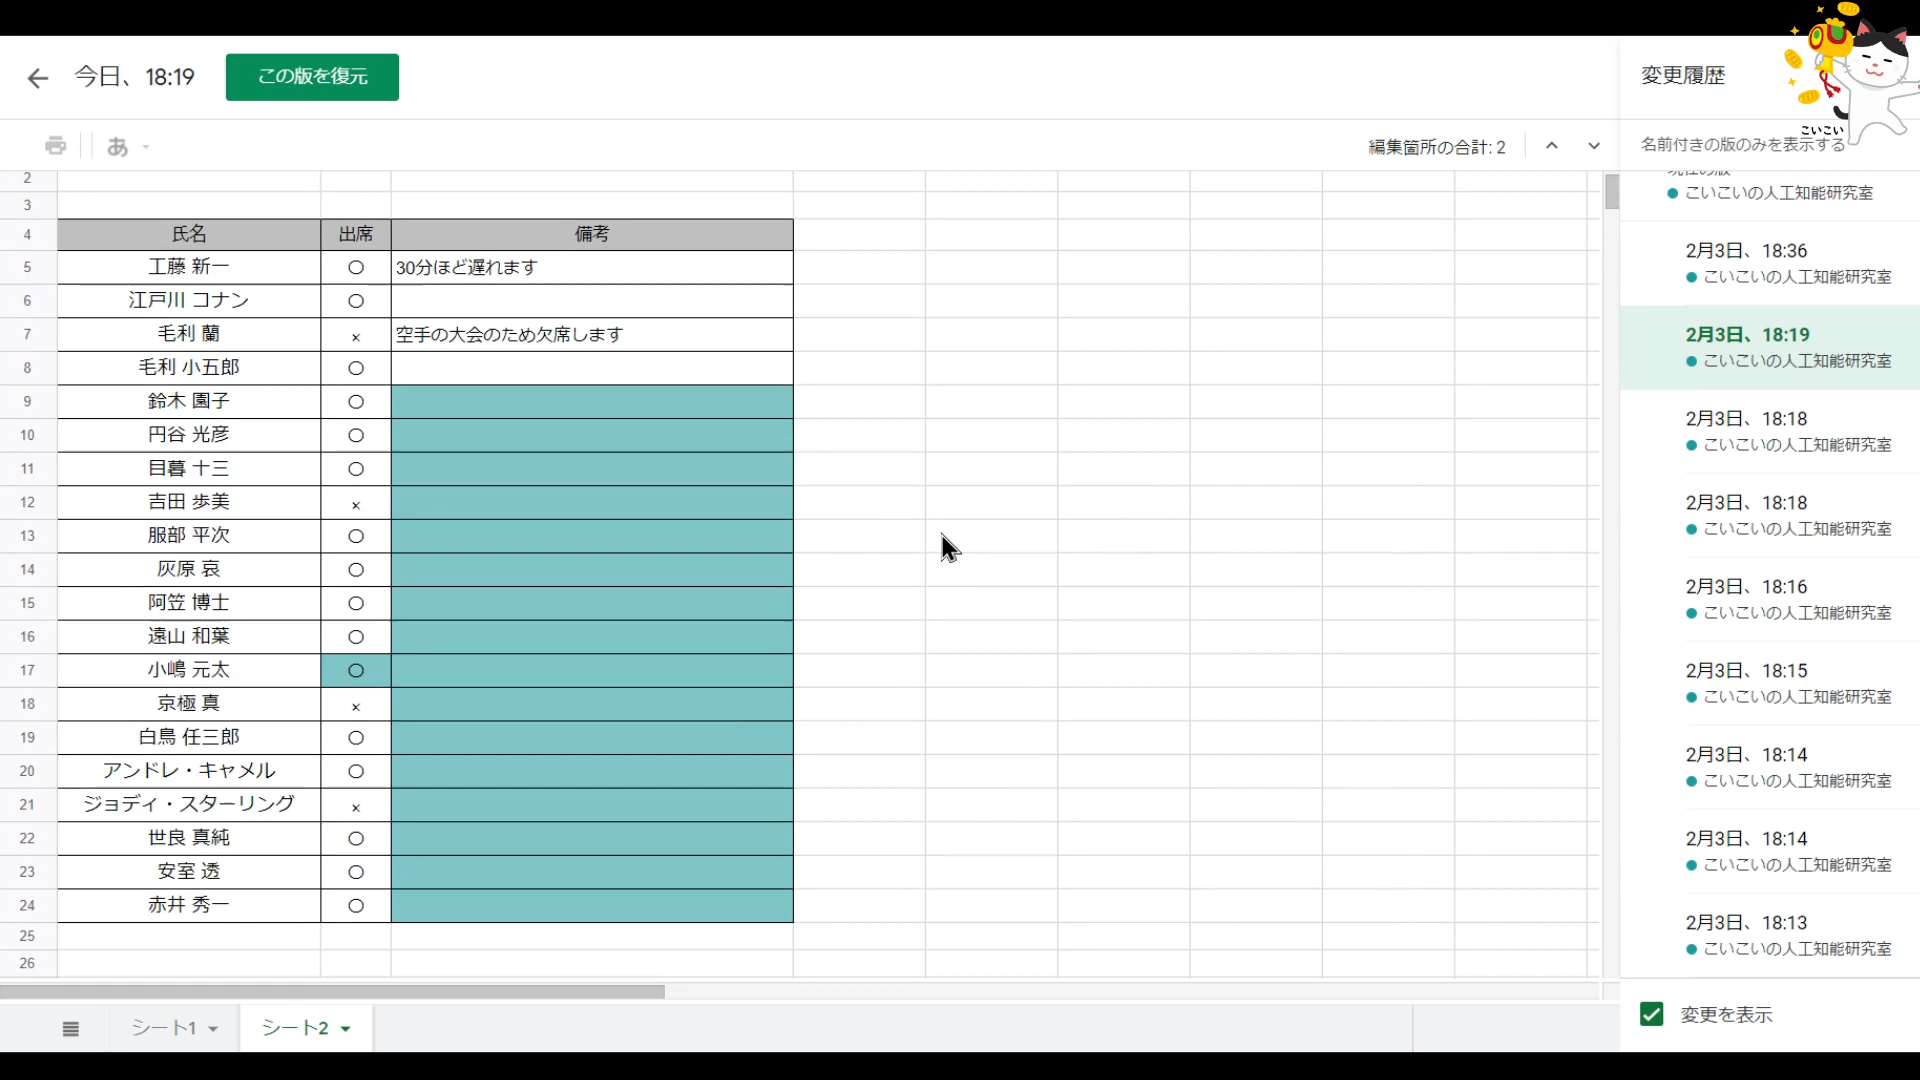 今日、18:19
この版を復元
変更履歴
こいこい
あ
編集箇所の合計: 2
名前付きの版のみを表示する
現在の版
こいこいの人工知能研究室
2月3日、18:36
こいこいの人工知能研究室
2月3日、18:19
こいこいの人工知能研究室
2月3日、18:18
こいこいの人工知能研究室
2月3日、18:18
こいこいの人工知能研究室
2月3日、18:16
こいこいの人工知能研究室
2月3日、18:15
こいこいの人工知能研究室
2月3日、18:14
こいこいの人工知能研究室
2月3日、18:14
こいこいの人工知能研究室
2月3日、18:13
こいこいの人工知能研究室
変更を表示
2
3
4 氏名 出席 備考
5 工藤 新一 ○ 30分ほど遅れます
6 江戸川 コナン ○
7 毛利 蘭 × 空手の大会のため欠席します
8 毛利 小五郎 ○
9 鈴木 園子 ○
10 円谷 光彦 ○
11 目暮 十三 ○
12 吉田 歩美 ×
13 服部 平次 ○
14 灰原 哀 ○
15 阿笠 博士 ○
16 遠山 和葉 ○
17 小嶋 元太 ○
18 京極 真 ×
19 白鳥 任三郎 ○
20 アンドレ・キャメル ○
21 ジョディ・スターリング ×
22 世良 真純 ○
23 安室 透 ○
24 赤井 秀一 ○
25
26
シート1 シート2